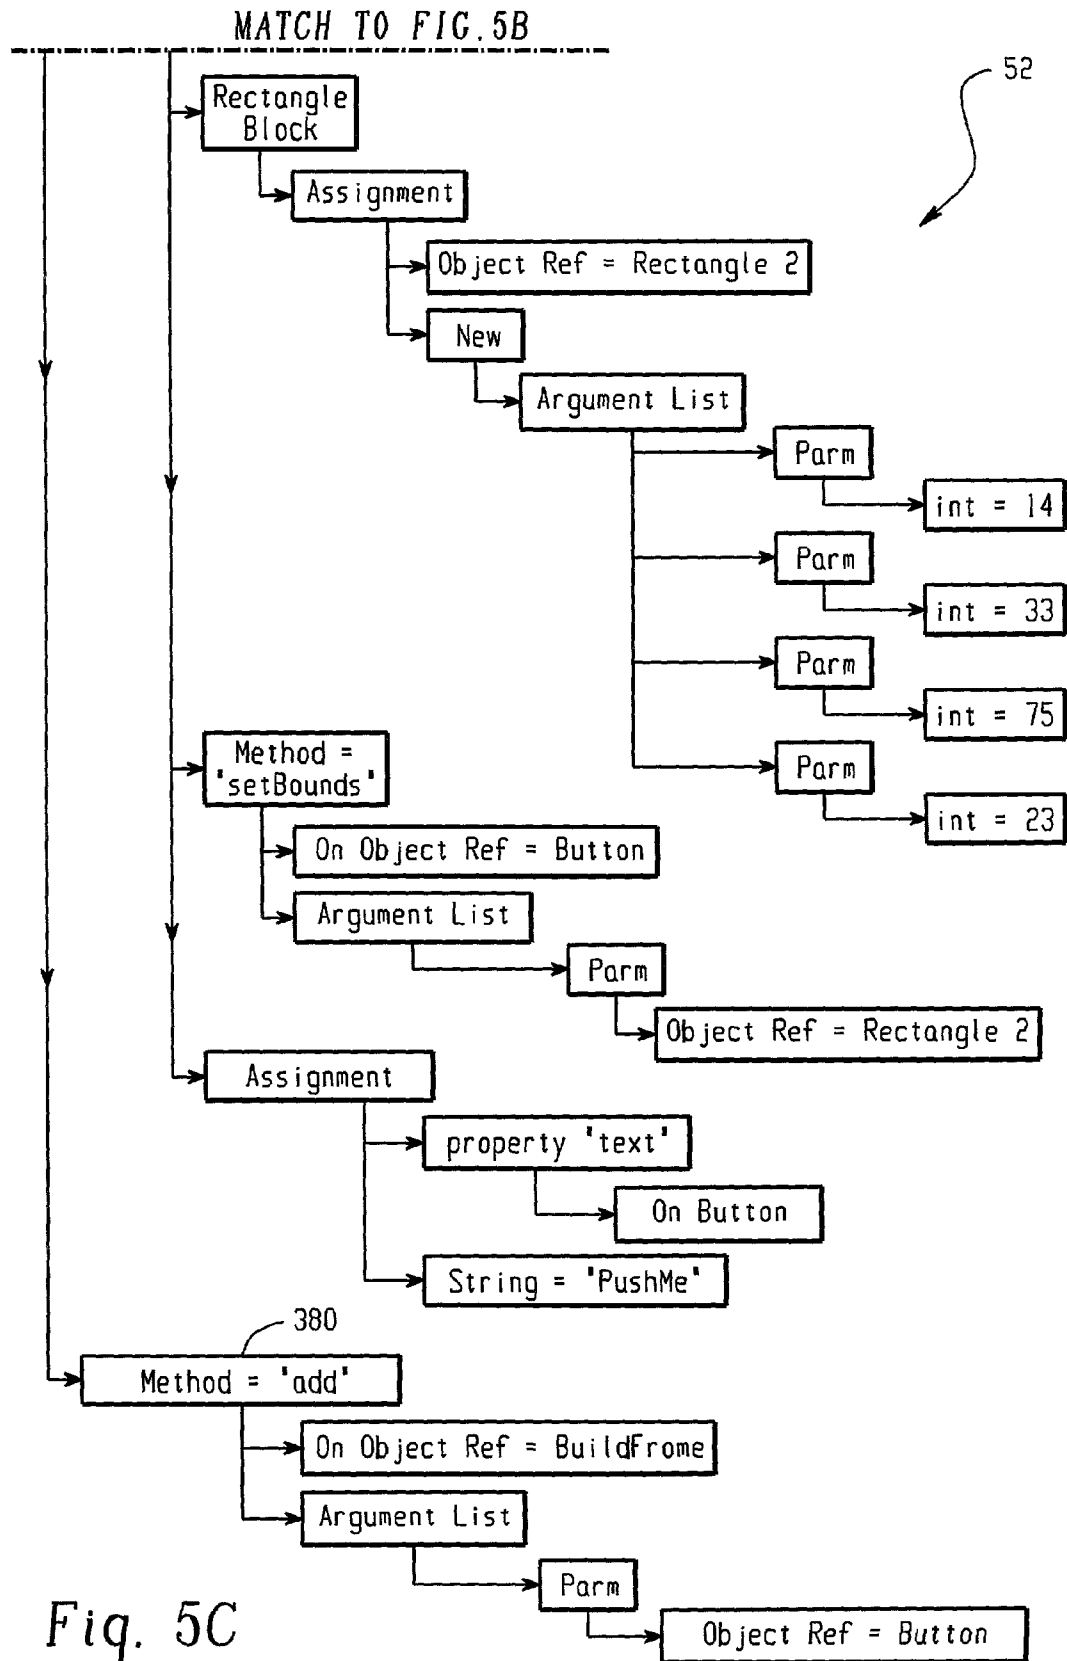 MATCH TO FIG.5B
52
Rectangle
Block
Assignment
Object Ref = Rectangle 2
New
Argument List
Parm
int = 14
Parm
int = 33
Parm
int = 75
Parm
int = 23
Method =
'setBounds'
On Object Ref = Button
Argument List
Parm
Object Ref = Rectangle 2
Assignment
property 'text'
On Button
String = 'PushMe'
380
Method = 'add'
On Object Ref = BuildFrome
Argument List
Parm
Object Ref = Button
Fig. 5C